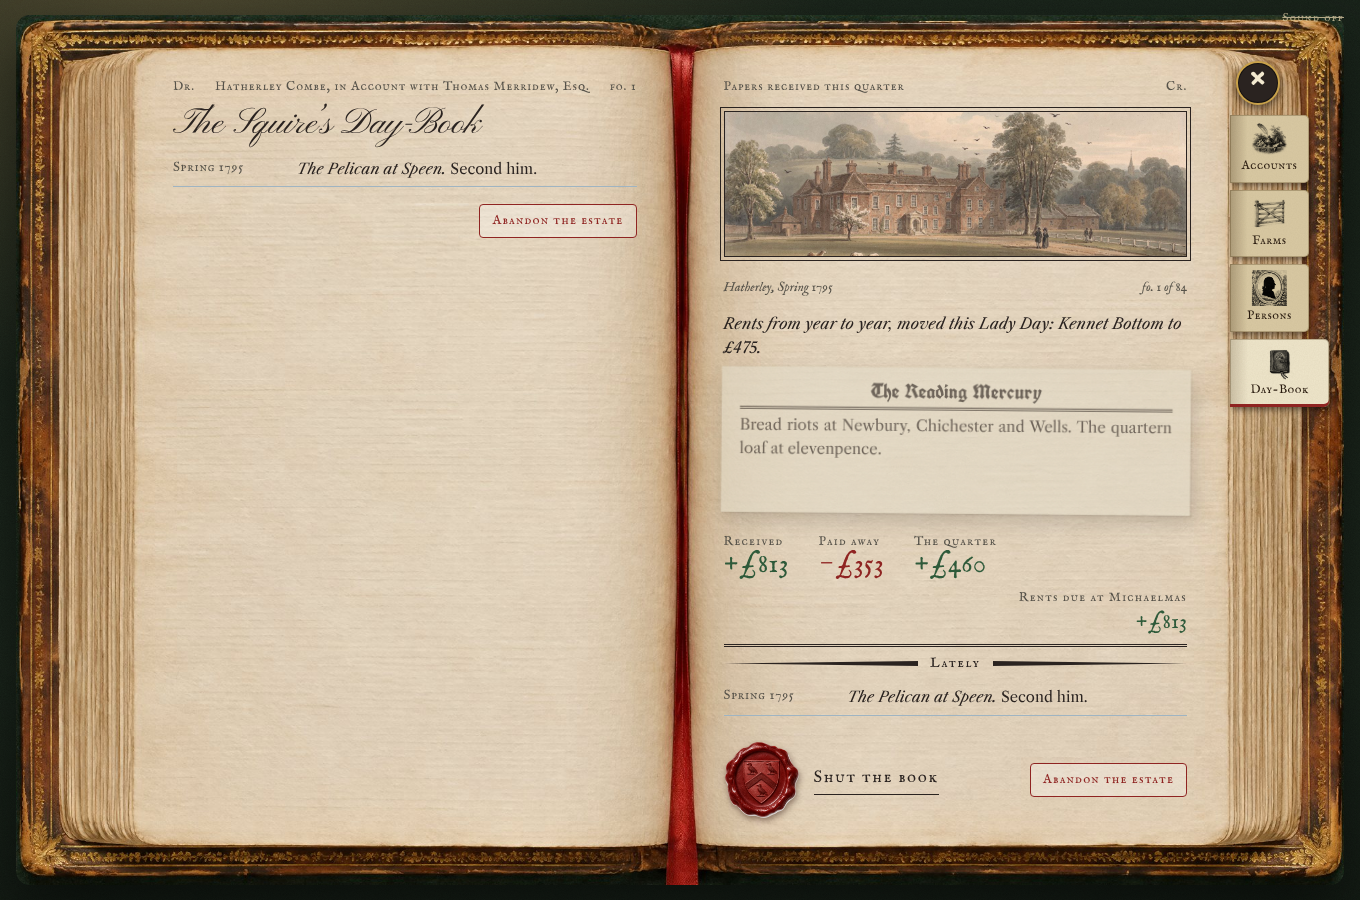 Sound off
Dr. Hatherley Combe, in Account with Thomas Merridew, Esq. fo. 1
The Squire's Day-Book
Spring 1795 The Pelican at Speen. Second him.
Abandon the estate
Papers received this quarter Cr.
Hatherley, Spring 1795 fo. 1 of 84
Rents from year to year, moved this Lady Day: Kennet Bottom to
£475.
The Reading Mercury
Bread riots at Newbury, Chichester and Wells. The quartern
loaf at elevenpence.
Received Paid away The quarter
+£813 −£353 +£460
Rents due at Michaelmas
+£813
Lately
Spring 1795 The Pelican at Speen. Second him.
Shut the book
Abandon the estate
Accounts
Farms
Persons
Day-Book